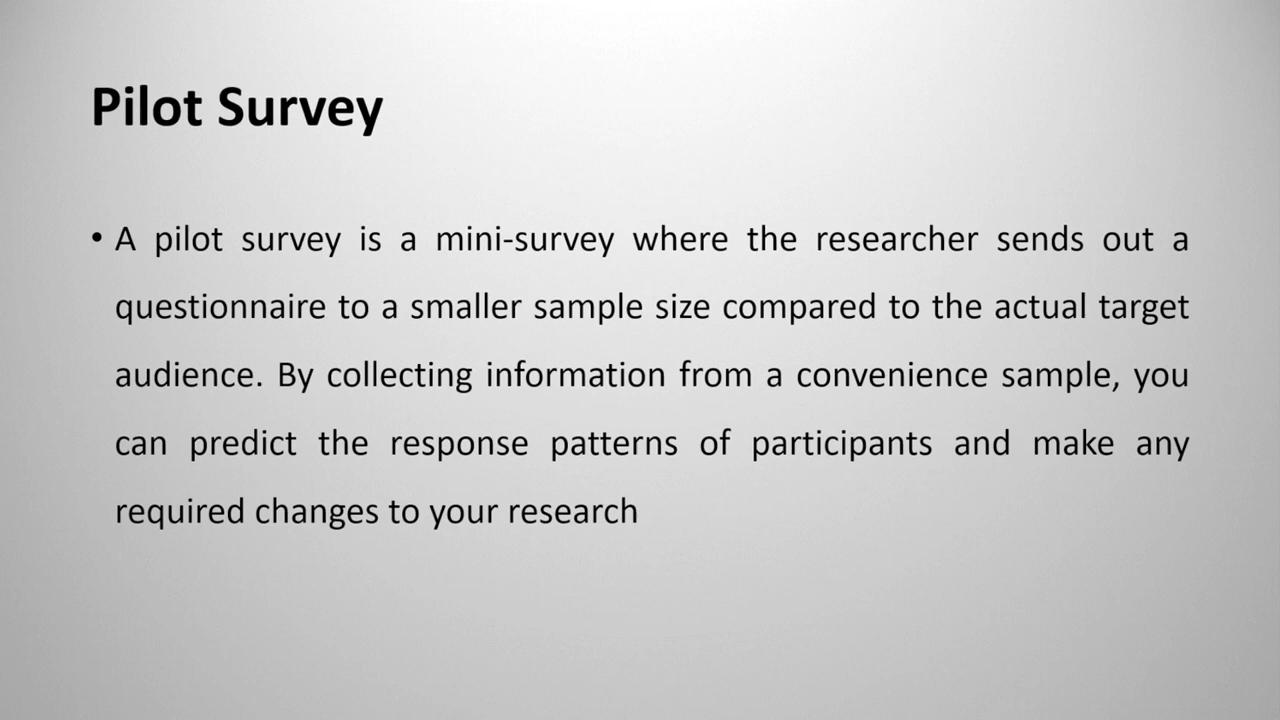 Pilot Survey
• A pilot survey is a mini-survey where the researcher sends out a
questionnaire to a smaller sample size compared to the actual target
audience. By collecting information from a convenience sample, you
can predict the response patterns of participants and make any
required changes to your research